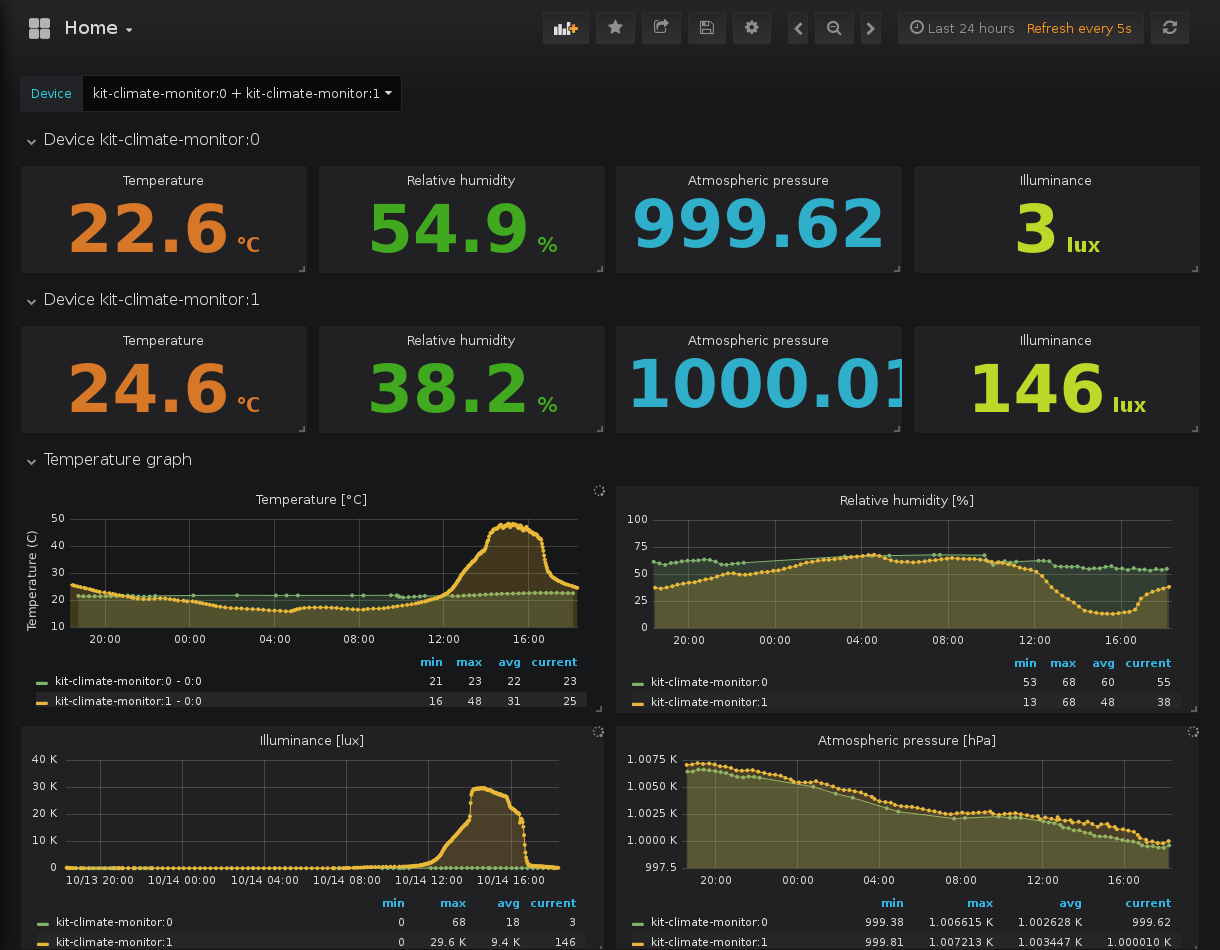 Home
Last 24 hours Refresh every 5s
Device kit-climate-monitor:0 + kit-climate-monitor:1
Device kit-climate-monitor:0
Temperature Relative humidity Atmospheric pressure Illuminance
22.6 °C 54.9 % 999.62 3 lux
Device kit-climate-monitor:1
Temperature Relative humidity Atmospheric pressure Illuminance
24.6 °C 38.2 % 1000.01 146 lux
Temperature graph
Temperature [°C]
Temperature (C)
50
40
30
20
10
20:00 00:00 04:00 08:00 12:00 16:00
min max avg current
kit-climate-monitor:0 - 0:0 21 23 22 23
kit-climate-monitor:1 - 0:0 16 48 31 25
Relative humidity [%]
100
75
50
25
0
20:00 00:00 04:00 08:00 12:00 16:00
min max avg current
kit-climate-monitor:0 53 68 60 55
kit-climate-monitor:1 13 68 48 38
Illuminance [lux]
40 K
30 K
20 K
10 K
0
10/13 20:00 10/14 00:00 10/14 04:00 10/14 08:00 10/14 12:00 10/14 16:00
min max avg current
kit-climate-monitor:0 0 68 18 3
kit-climate-monitor:1 0 29.6 K 9.4 K 146
Atmospheric pressure [hPa]
1.0075 K
1.0050 K
1.0025 K
1.0000 K
997.5
20:00 00:00 04:00 08:00 12:00 16:00
min max avg current
kit-climate-monitor:0 999.38 1.006615 K 1.002628 K 999.62
kit-climate-monitor:1 999.81 1.007213 K 1.003447 K 1.000010 K